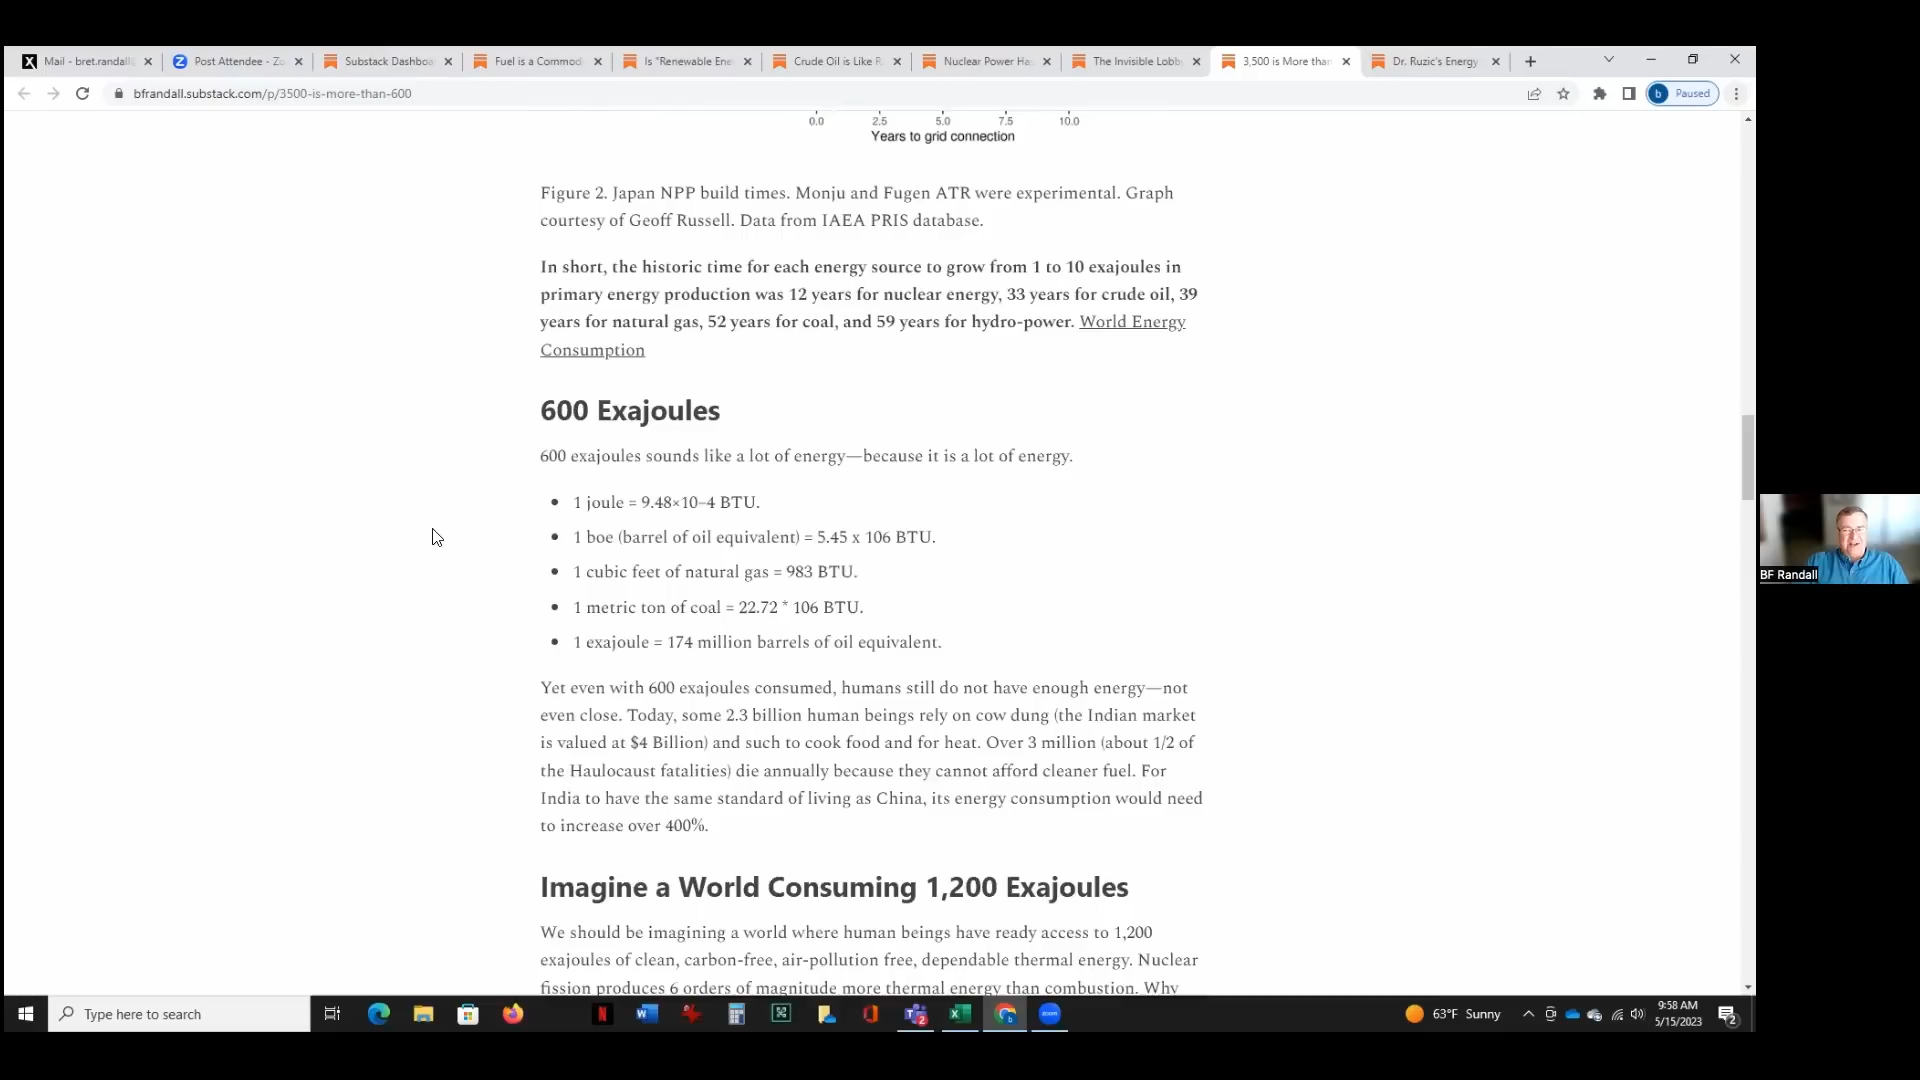 Mail - bret.randall@
Post Attendee - Zo
Substack Dashboa
Fuel is a Commod
Is "Renewable Ene
Crude Oil is Like R
Nuclear Power Ha
The Invisible Lobb
3,500 is More than
Dr. Ruzic's Energy
bfrandall.substack.com/p/3500-is-more-than-600
b Paused
0.0 2.5 5.0 7.5 10.0
Years to grid connection
Figure 2. Japan NPP build times. Monju and Fugen ATR were experimental. Graph
courtesy of Geoff Russell. Data from IAEA PRIS database.
In short, the historic time for each energy source to grow from 1 to 10 exajoules in
primary energy production was 12 years for nuclear energy, 33 years for crude oil, 39
years for natural gas, 52 years for coal, and 59 years for hydro-power. World Energy
Consumption
600 Exajoules
600 exajoules sounds like a lot of energy—because it is a lot of energy.
1 joule = 9.48×10–4 BTU.
1 boe (barrel of oil equivalent) = 5.45 x 106 BTU.
1 cubic feet of natural gas = 983 BTU.
1 metric ton of coal = 22.72 * 106 BTU.
1 exajoule = 174 million barrels of oil equivalent.
Yet even with 600 exajoules consumed, humans still do not have enough energy—not
even close. Today, some 2.3 billion human beings rely on cow dung (the Indian market
is valued at $4 Billion) and such to cook food and for heat. Over 3 million (about 1/2 of
the Haulocaust fatalities) die annually because they cannot afford cleaner fuel. For
India to have the same standard of living as China, its energy consumption would need
to increase over 400%.
Imagine a World Consuming 1,200 Exajoules
We should be imagining a world where human beings have ready access to 1,200
exajoules of clean, carbon-free, air-pollution free, dependable thermal energy. Nuclear
fission produces 6 orders of magnitude more thermal energy than combustion. Why
BF Randall
Type here to search
63°F Sunny
9:58 AM
5/15/2023